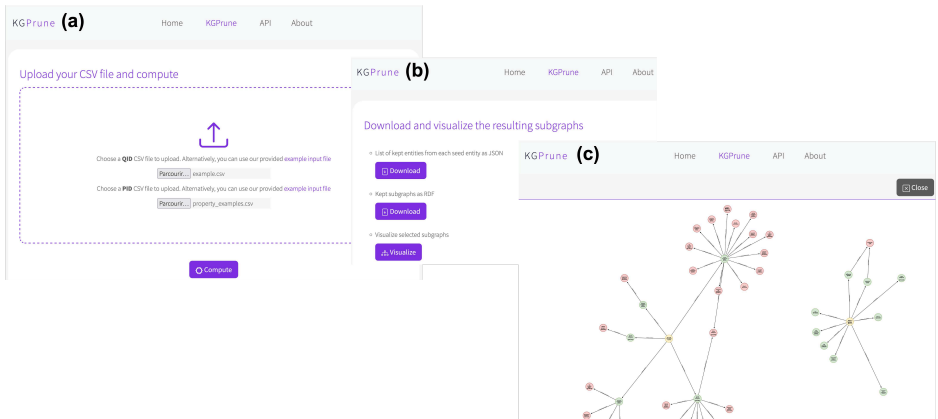 KGPrune (a) Home KGPrune API About
Upload your CSV file and compute
Choose a QID CSV file to upload. Alternatively, you can use our provided example input file
Parcourir... example.csv
Choose a PID CSV file to upload. Alternatively, you can use our provided example input file
Parcourir... property_examples.csv
Compute
KGPrune (b) Home KGPrune API About
Download and visualize the resulting subgraphs
List of kept entities from each seed entity as JSON
Download
Kept subgraphs as RDF
Download
Visualize selected subgraphs
Visualize
KGPrune (c) Home KGPrune API About
Close